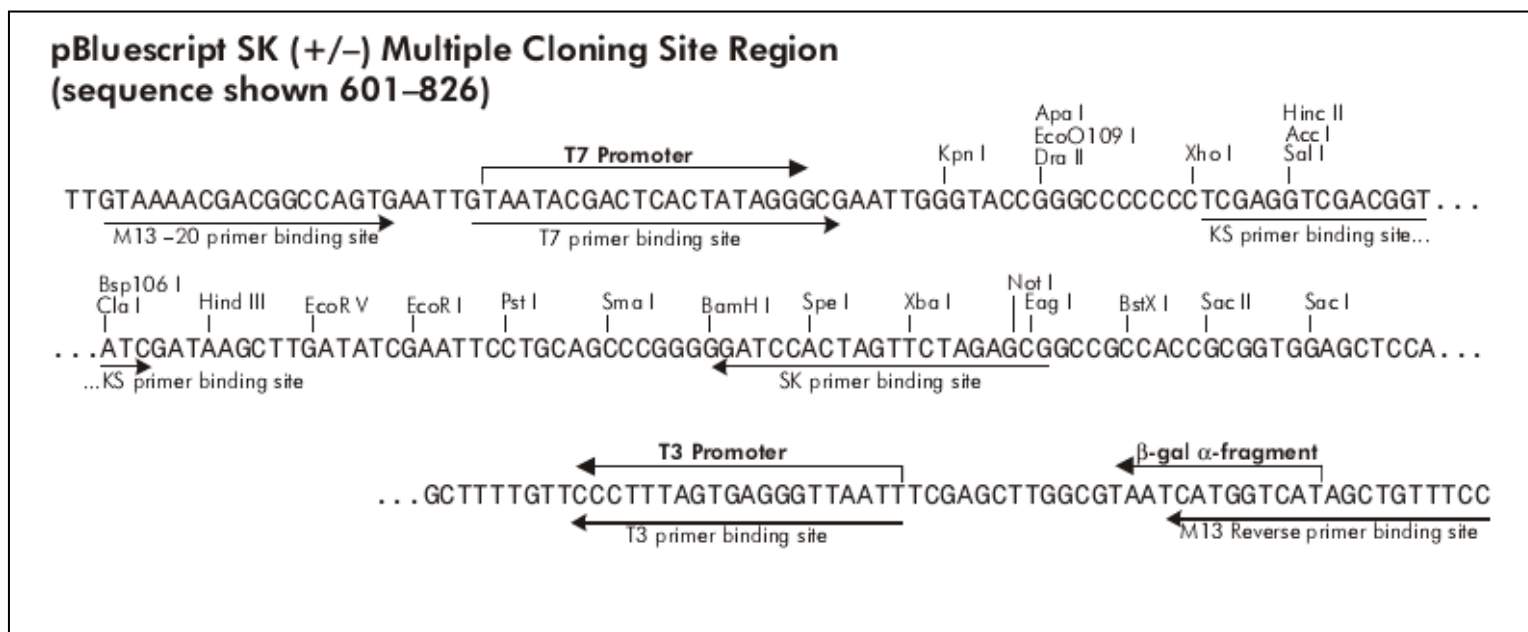 pBluescript SK (+/–) Multiple Cloning Site Region
(sequence shown 601–826)
Apa I Hinc II
EcoO109 I Acc I
T7 Promoter Kpn I Dra II Xho I Sal I
TTGTAAAACGACGGCCAGTGAATTGTAATACGACTCACTATAGGGCGAATTGGGTACCGGGCCCCCCCTCGAGGTCGACGGT...
M13 –20 primer binding site T7 primer binding site KS primer binding site...
Bsp106 I Not I
Cla I Hind III EcoR V EcoR I Pst I Sma I BamH I Spe I Xba I Eag I BstX I Sac II Sac I
...ATCGATAAGCTTGATATCGAATTCCTGCAGCCCGGGGGATCCACTAGTTCTAGAGCGGCCGCCACCGCGGTGGAGCTCCA...
...KS primer binding site SK primer binding site
T3 Promoter β-gal α-fragment
...GCTTTTGTTCCCTTTAGTGAGGGTTAATTTCGAGCTTGGCGTAATCATGGTCATAGCTGTTTCC
T3 primer binding site M13 Reverse primer binding site